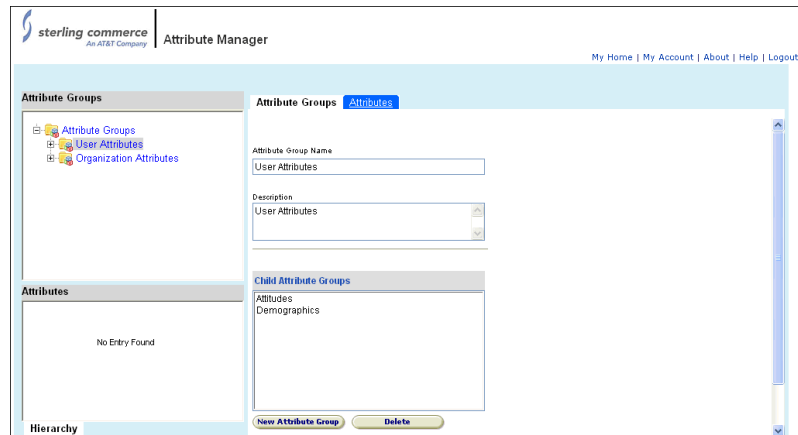 sterling commerce
An AT&T Company
Attribute Manager
My Home | My Account | About | Help | Logout
Attribute Groups
Attribute Groups
User Attributes
Organization Attributes
Attributes
No Entry Found
Hierarchy
Attribute Groups Attributes
Attribute Group Name
User Attributes
Description
User Attributes
Child Attribute Groups
Attitudes
Demographics
New Attribute Group Delete